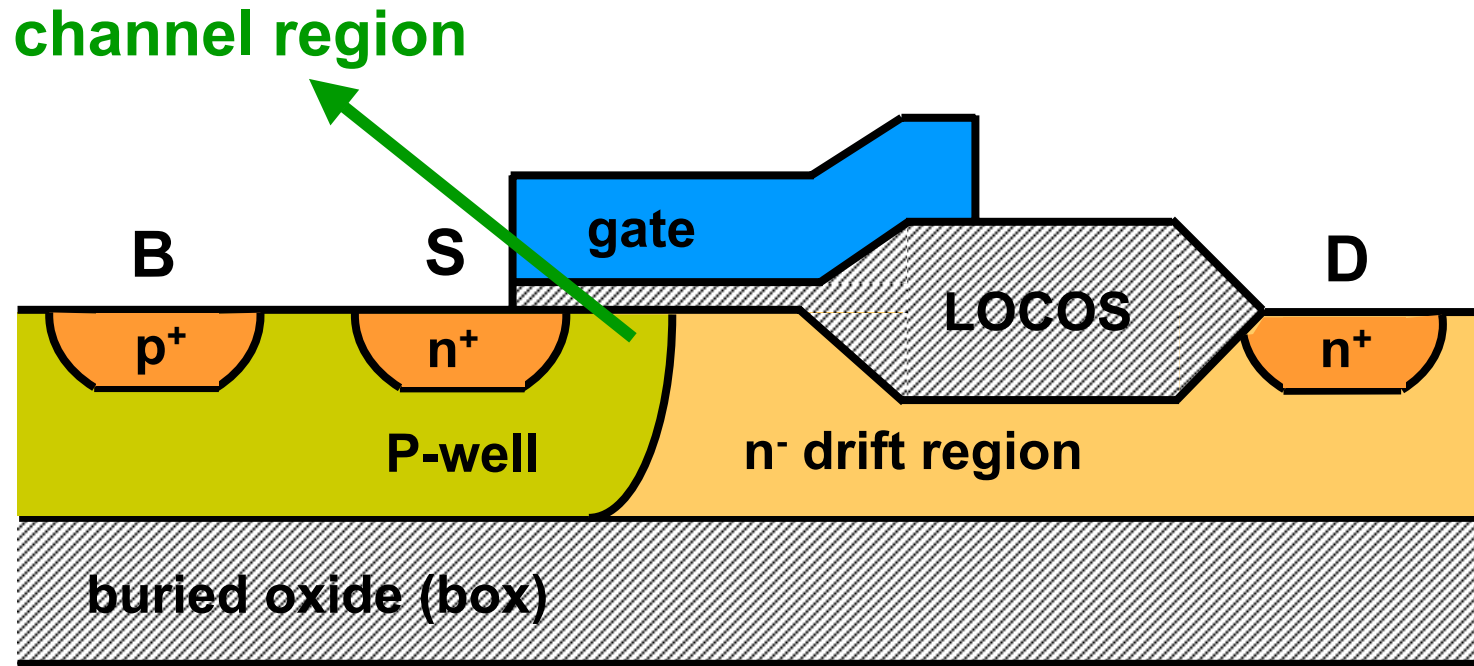 channel region
gate
B
S
D
LOCOS
p⁺
n⁺
n⁺
P-well
n⁻ drift region
buried oxide (box)